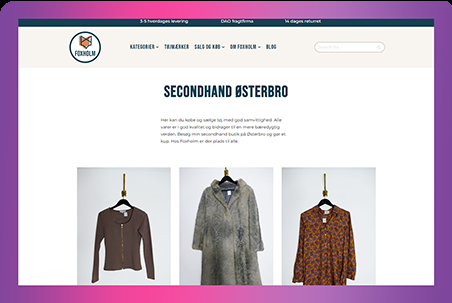 3-5 hverdages levering DAO fragtfirma 14 dages returret
FOXHOLM
KATEGORIER TØJMÆRKER SALG OG KØB OM FOXHOLM BLOG
SECONDHAND ØSTERBRO
Her kan du købe og sælge tøj med god samvittighed. Alle
varer er i god kvalitet og bidrager til en mere bæredygtig
verden. Besøg min secondhand butik på Østerbro og gør et
kup. Hos Foxholm er der plads til alle.